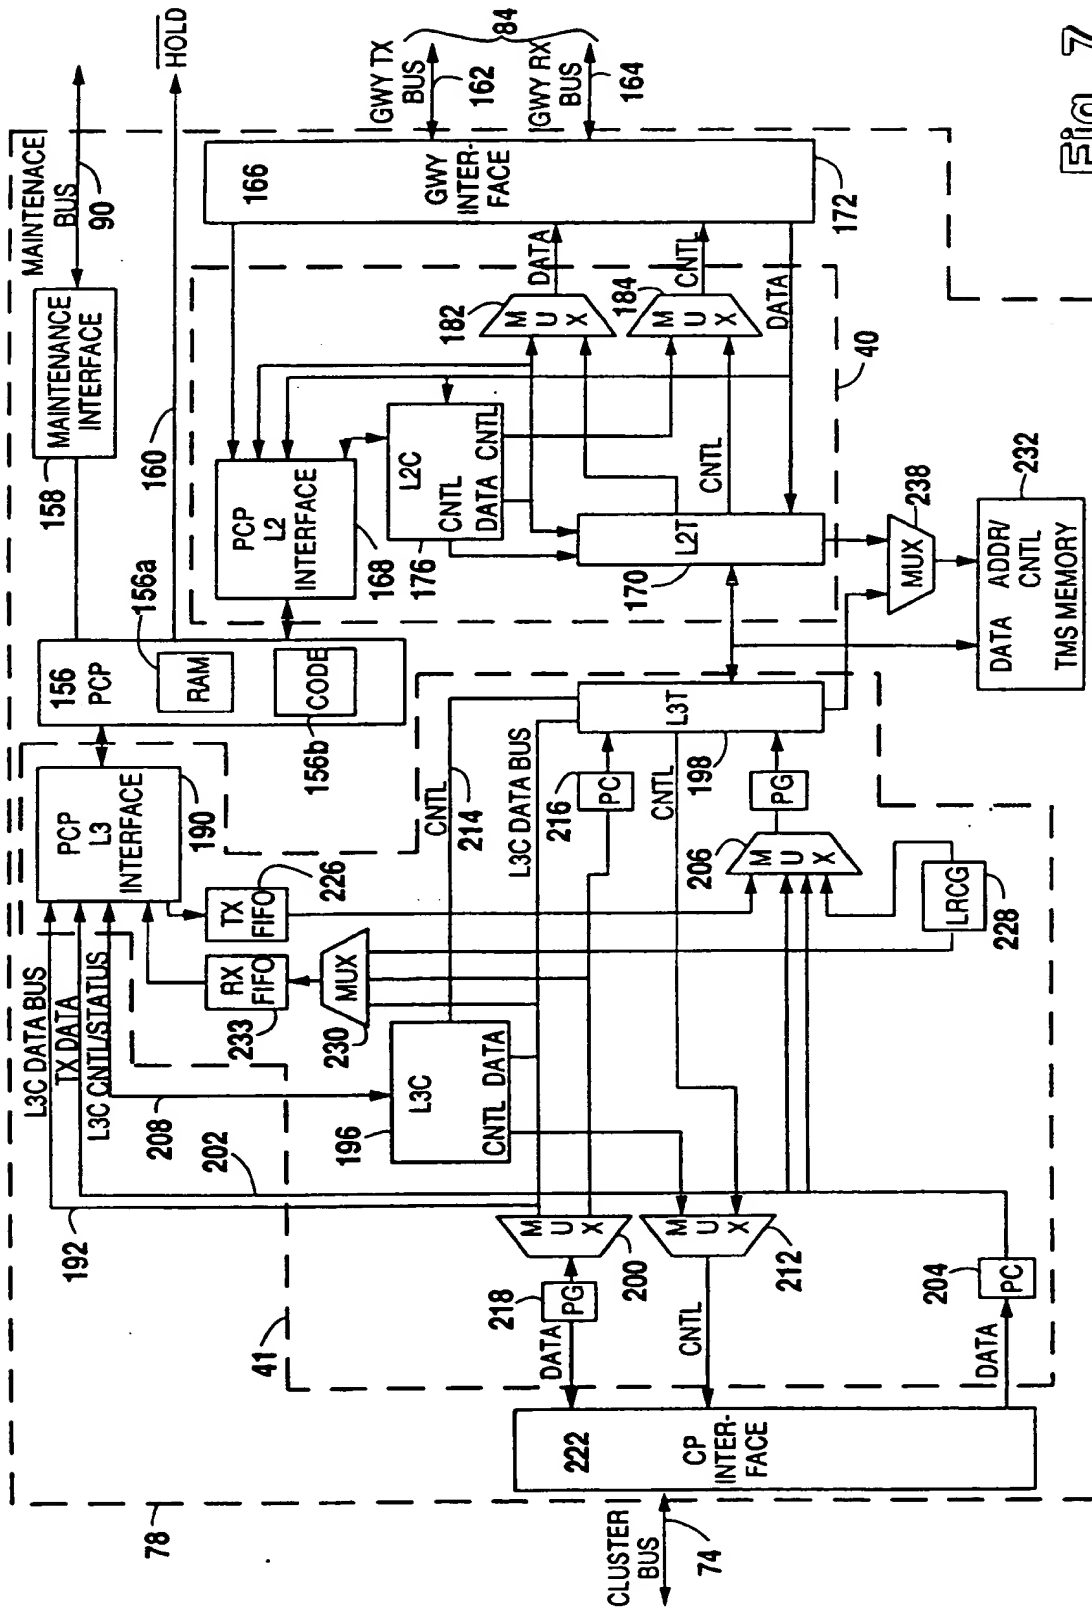 MAINTENACE
BUS
90
HOLD
GWY TX
BUS
162
84
GWY RX
BUS
164
MAINTENANCE
INTERFACE
158
160
166
GWY
INTER-
FACE
172
156
PCP
RAM
156a
CODE
156b
PCP
L2
INTERFACE
168
L2C
CNTL
DATA
CNTL
176
MUX
182
DATA
MUX
184
CNTL
DATA
CNTL
L2T
170
40
MUX
238
DATA
ADDR/
CNTL
TMS MEMORY
232
PCP
L3
INTERFACE
190
L3C DATA BUS
TX DATA
L3C CNTL/STATUS
208
202
192
TX
FIFO
226
RX
FIFO
233
MUX
230
CNTL
214
L3C DATA BUS
L3C
CNTL
DATA
196
216
PC
L3T
198
CNTL
PG
MUX
206
LRCG
228
MUX
200
218
PG
DATA
MUX
212
CNTL
204
PC
DATA
41
222
CP
INTER-
FACE
CLUSTER
BUS
74
78
Fig 7